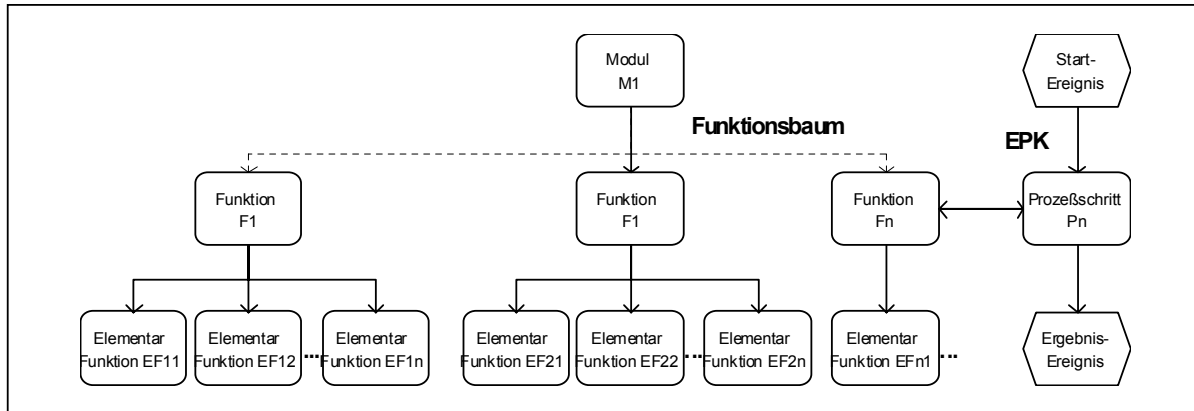 Modul
M1
Start-
Ereignis
Funktionsbaum
EPK
Funktion
F1
Funktion
F1
Funktion
Fn
Prozeßschritt
Pn
Elementar
Funktion EF11
Elementar
Funktion EF12
...
Elementar
Funktion EF1n
Elementar
Funktion EF21
Elementar
Funktion EF22
...
Elementar
Funktion EF2n
Elementar
Funktion EFn1
...
Ergebnis-
Ereignis